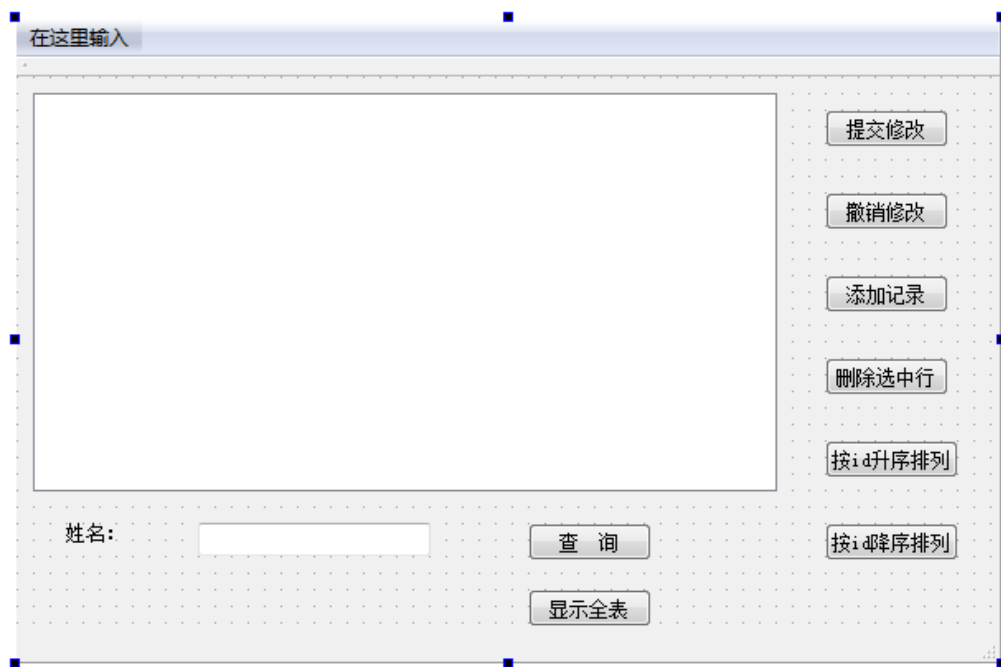 在这里输入
提交修改
撤销修改
添加记录
删除选中行
按id升序排列
姓名:
查 询
按id降序排列
显示全表